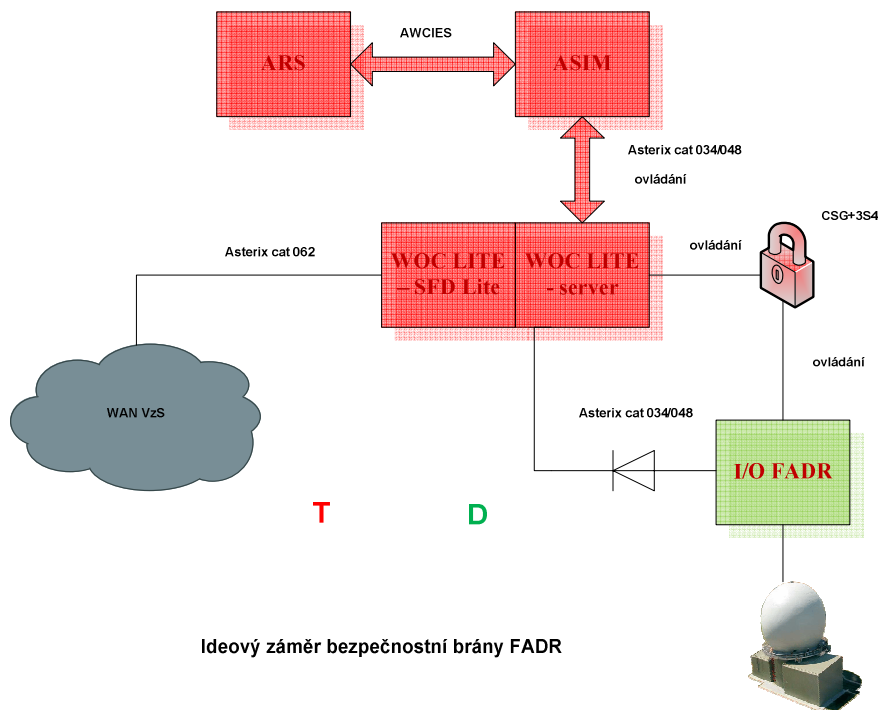 AWCIES
ARS
ASIM
Asterix cat 034/048
ovládání
CSG+3S4
WOC LITE
– SFD Lite
WOC LITE
- server
ovládání
Asterix cat 062
ovládání
WAN VzS
Asterix cat 034/048
I/O FADR
T
D
Ideový záměr bezpečnostní brány FADR